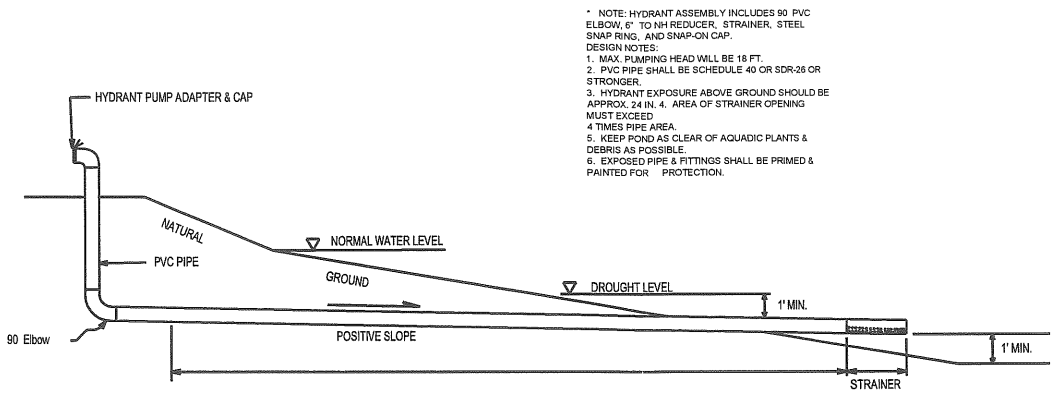 * NOTE: HYDRANT ASSEMBLY INCLUDES 90 PVC
ELBOW, 6" TO NH REDUCER, STRAINER, STEEL
SNAP RING, AND SNAP-ON CAP.
DESIGN NOTES:
1. MAX. PUMPING HEAD WILL BE 18 FT.
2. PVC PIPE SHALL BE SCHEDULE 40 OR SDR-26 OR
STRONGER.
3. HYDRANT EXPOSURE ABOVE GROUND SHOULD BE
APPROX. 24 IN. 4. AREA OF STRAINER OPENING
MUST EXCEED
4 TIMES PIPE AREA.
5. KEEP POND AS CLEAR OF AQUADIC PLANTS &
DEBRIS AS POSSIBLE.
6. EXPOSED PIPE & FITTINGS SHALL BE PRIMED &
PAINTED FOR PROTECTION.
HYDRANT PUMP ADAPTER & CAP
NATURAL
NORMAL WATER LEVEL
PVC PIPE
GROUND
DROUGHT LEVEL
1' MIN.
90 Elbow
POSITIVE SLOPE
1' MIN.
STRAINER